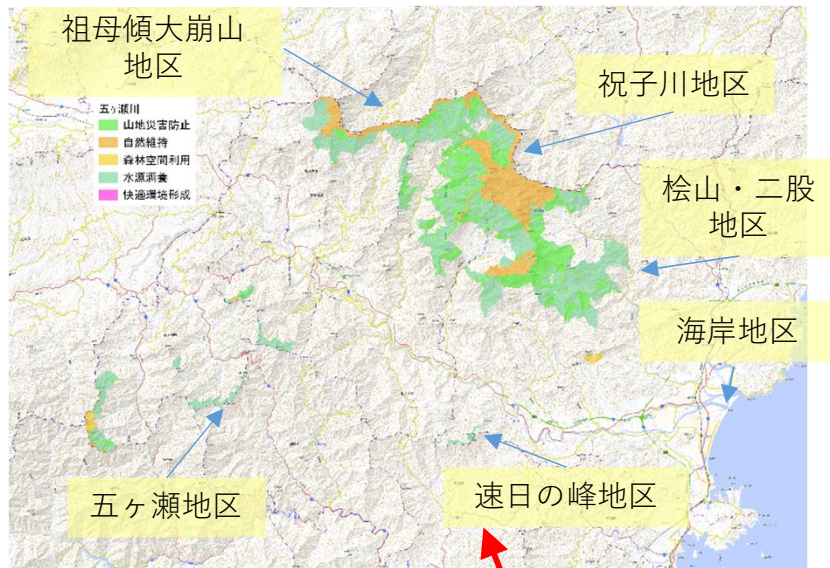 祖母傾大崩山
地区
祝子川地区
五ヶ瀬川
山地災害防止
自然維持
森林空間利用
水源涵養
快適環境形成
桧山・二股
地区
海岸地区
五ヶ瀬地区
速日の峰地区